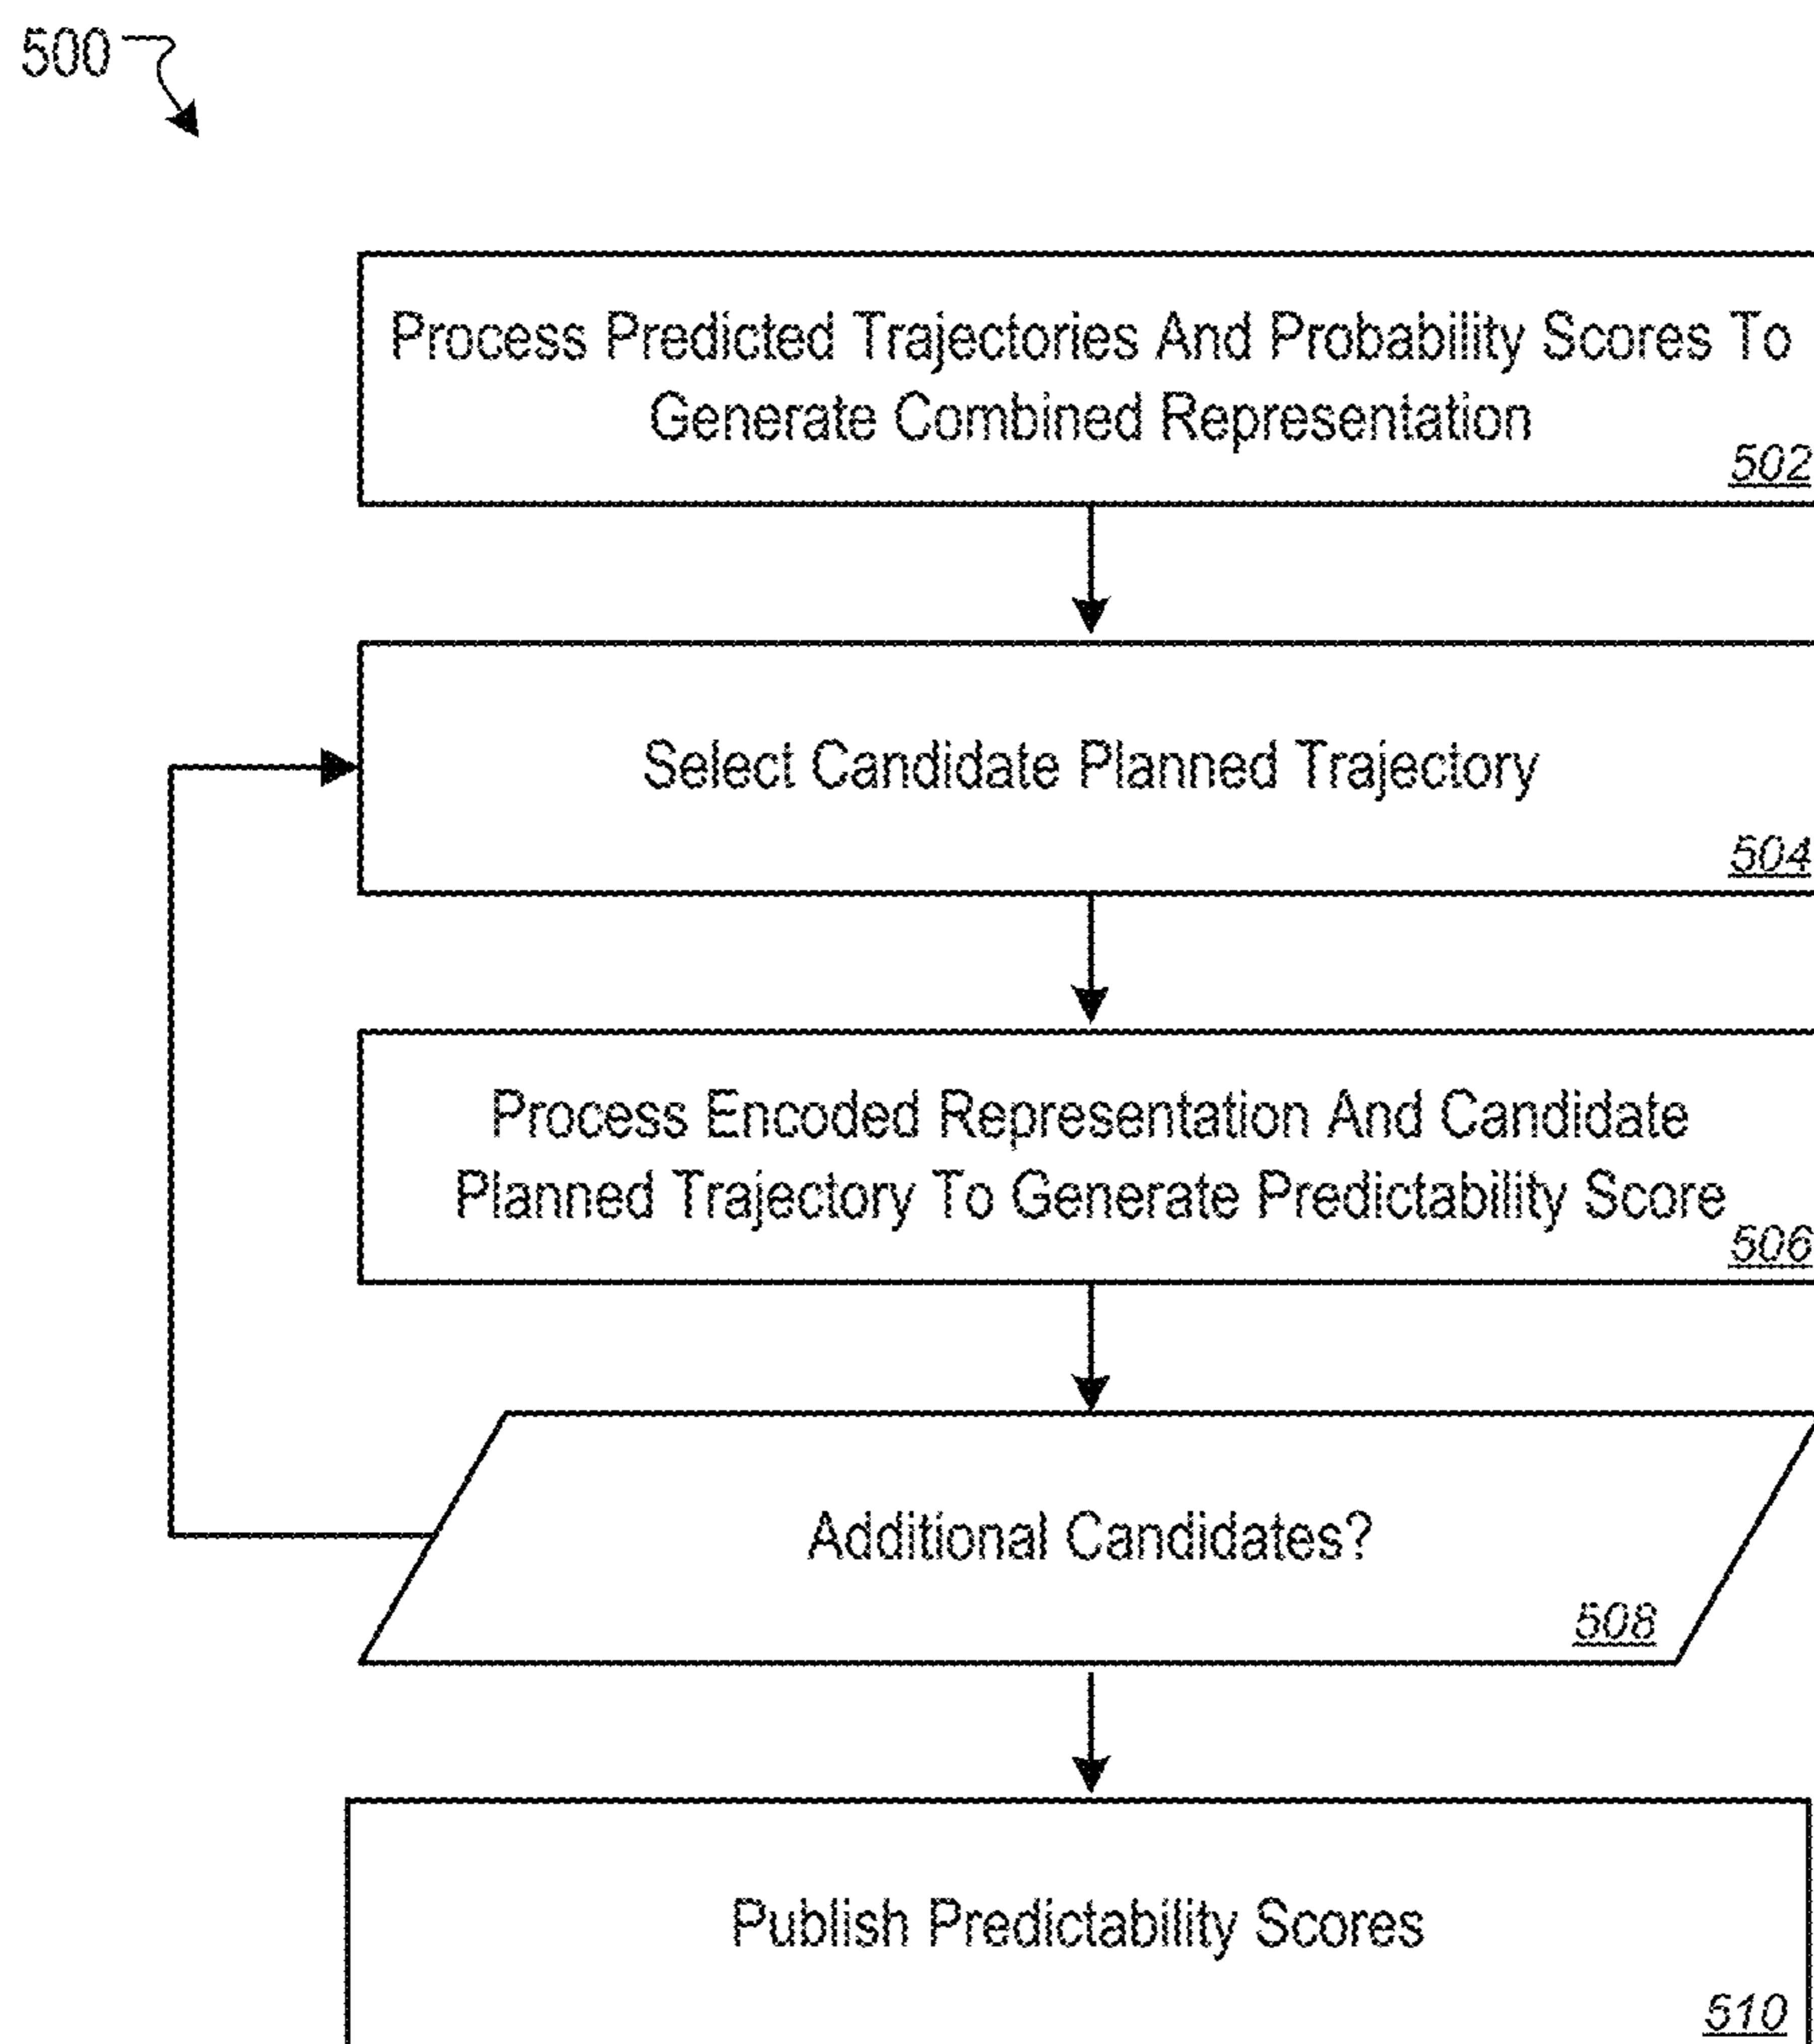 500
Process Predicted Trajectories And Probability Scores To
Generate Combined Representation
502
Select Candidate Planned Trajectory
504
Process Encoded Representation And Candidate
Planned Trajectory To Generate Predictability Score
506
Additional Candidates?
508
Publish Predictability Scores
510